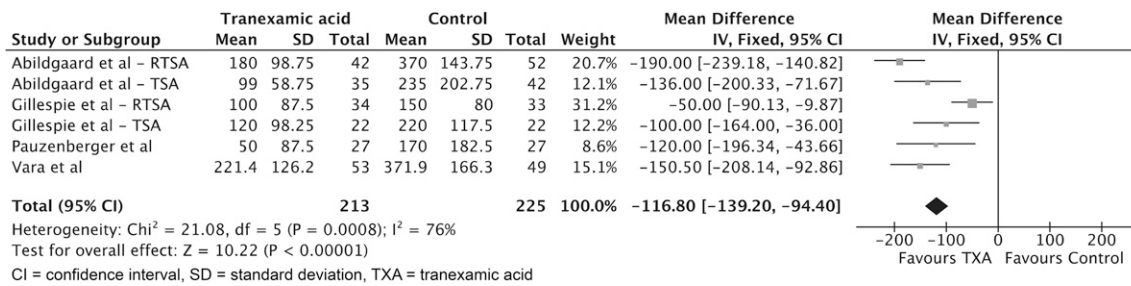 Tranexamic acid Control Mean Difference Mean Difference
Study or Subgroup Mean SD Total Mean SD Total Weight IV, Fixed, 95% CI IV, Fixed, 95% CI
Abildgaard et al – RTSA 180 98.75 42 370 143.75 52 20.7% -190.00 [-239.18, -140.82]
Abildgaard et al – TSA 99 58.75 35 235 202.75 42 12.1% -136.00 [-200.33, -71.67]
Gillespie et al – RTSA 100 87.5 34 150 80 33 31.2% -50.00 [-90.13, -9.87]
Gillespie et al – TSA 120 98.25 22 220 117.5 22 12.2% -100.00 [-164.00, -36.00]
Pauzenberger et al 50 87.5 27 170 182.5 27 8.6% -120.00 [-196.34, -43.66]
Vara et al 221.4 126.2 53 371.9 166.3 49 15.1% -150.50 [-208.14, -92.86]
Total (95% CI) 213 225 100.0% -116.80 [-139.20, -94.40]
Heterogeneity: Chi² = 21.08, df = 5 (P = 0.0008); I² = 76%
Test for overall effect: Z = 10.22 (P < 0.00001)
-200 -100 0 100 200
Favours TXA Favours Control
CI = confidence interval, SD = standard deviation, TXA = tranexamic acid